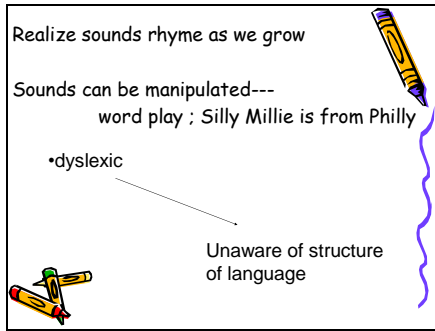 Realize sounds rhyme as we grow
Sounds can be manipulated---
word play ; Silly Millie is from Philly
•dyslexic
Unaware of structure
of language